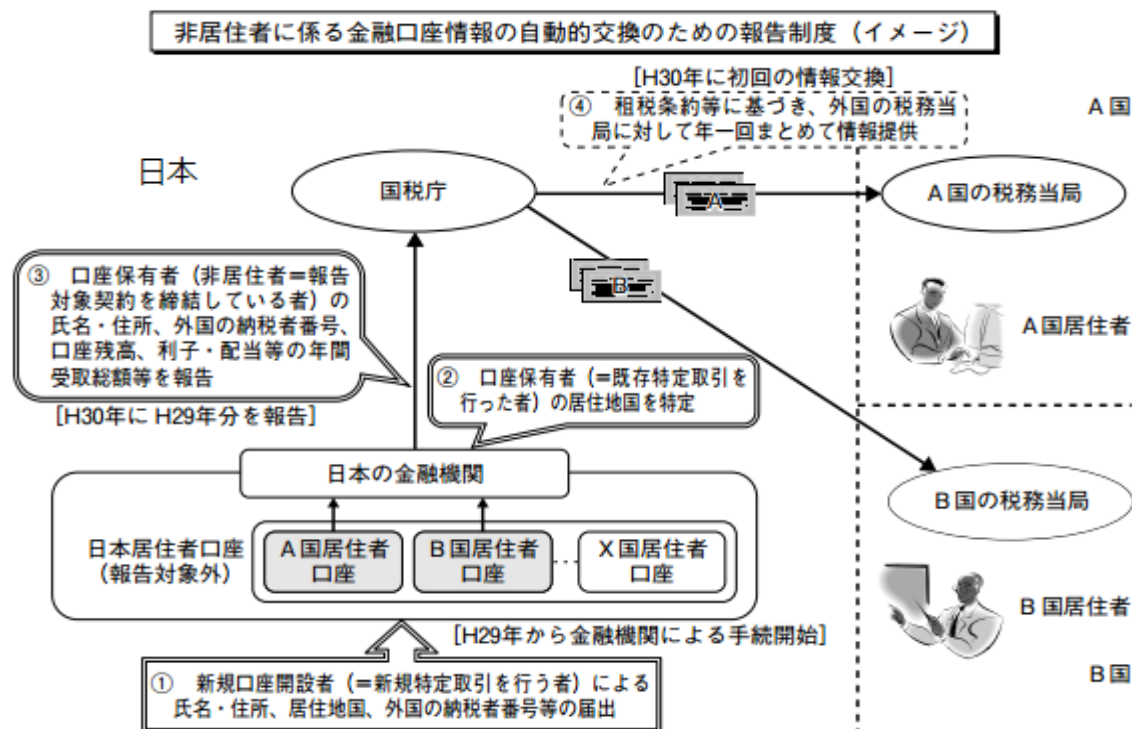 非居住者に係る金融口座情報の自動的交換のための報告制度（イメージ）
[H30年に初回の情報交換]
④　租税条約等に基づき、外国の税務当
局に対して年一回まとめて情報提供
A国
日本
国税庁
A
A国の税務当局
B
③　口座保有者（非居住者＝報告
対象契約を締結している者）の
氏名・住所、外国の納税者番号、
口座残高、利子・配当等の年間
受取総額等を報告
[H30年に H29年分を報告]
A国居住者
②　口座保有者（＝既存特定取引を
行った者）の居住地国を特定
日本の金融機関
B国の税務当局
日本居住者口座
（報告対象外）
A国居住者
口座
B国居住者
口座
X国居住者
口座
B国居住者
[H29年から金融機関による手続開始]
①　新規口座開設者（＝新規特定取引を行う者）による
氏名・住所、居住地国、外国の納税者番号等の届出
B国